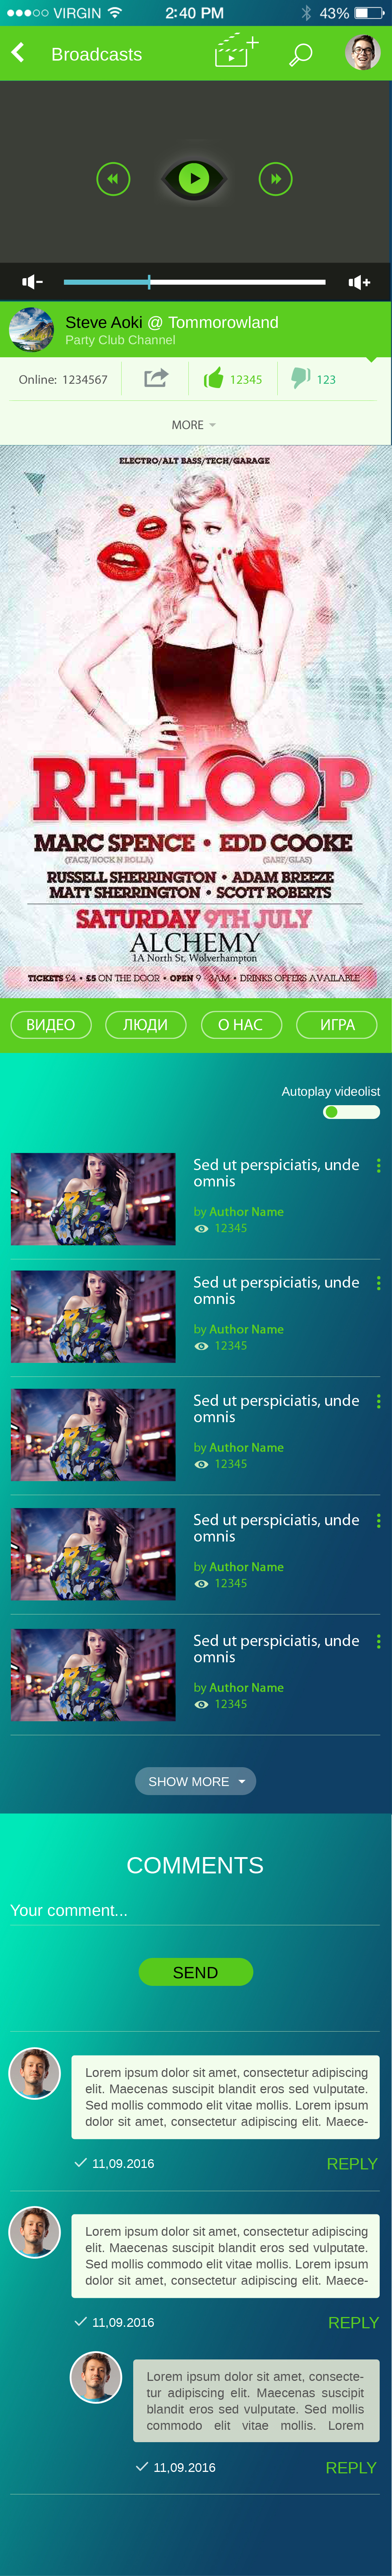 VIRGIN 2:40 PM 43%
Broadcasts
Steve Aoki @ Tommorowland
Party Club Channel
Online: 1234567 12345 123
MORE
ELECTRO/ALT BASS/TECH/GARAGE
RE:LOOP
MARC SPENCE • EDD COOKE
(FACE/ROCK N ROLLA) (SARF/GLAS)
RUSSELL SHERRINGTON • ADAM BREEZE
MATT SHERRINGTON • SCOTT ROBERTS
SATURDAY 9TH JULY
ALCHEMY
1A North St, Wolverhampton
TICKETS £4 • £5 ON THE DOOR • OPEN 9 - 3AM • DRINKS OFFERS AVAILABLE
ВИДЕО ЛЮДИ О НАС ИГРА
Autoplay videolist
Sed ut perspiciatis, unde
omnis
by Author Name
12345
Sed ut perspiciatis, unde
omnis
by Author Name
12345
Sed ut perspiciatis, unde
omnis
by Author Name
12345
Sed ut perspiciatis, unde
omnis
by Author Name
12345
Sed ut perspiciatis, unde
omnis
by Author Name
12345
SHOW MORE
COMMENTS
Your comment...
SEND
Lorem ipsum dolor sit amet, consectetur adipiscing
elit. Maecenas suscipit blandit eros sed vulputate.
Sed mollis commodo elit vitae mollis. Lorem ipsum
dolor sit amet, consectetur adipiscing elit. Maece-
11,09.2016 REPLY
Lorem ipsum dolor sit amet, consectetur adipiscing
elit. Maecenas suscipit blandit eros sed vulputate.
Sed mollis commodo elit vitae mollis. Lorem ipsum
dolor sit amet, consectetur adipiscing elit. Maece-
11,09.2016 REPLY
Lorem ipsum dolor sit amet, consecte-
tur adipiscing elit. Maecenas suscipit
blandit eros sed vulputate. Sed mollis
commodo elit vitae mollis. Lorem
11,09.2016 REPLY